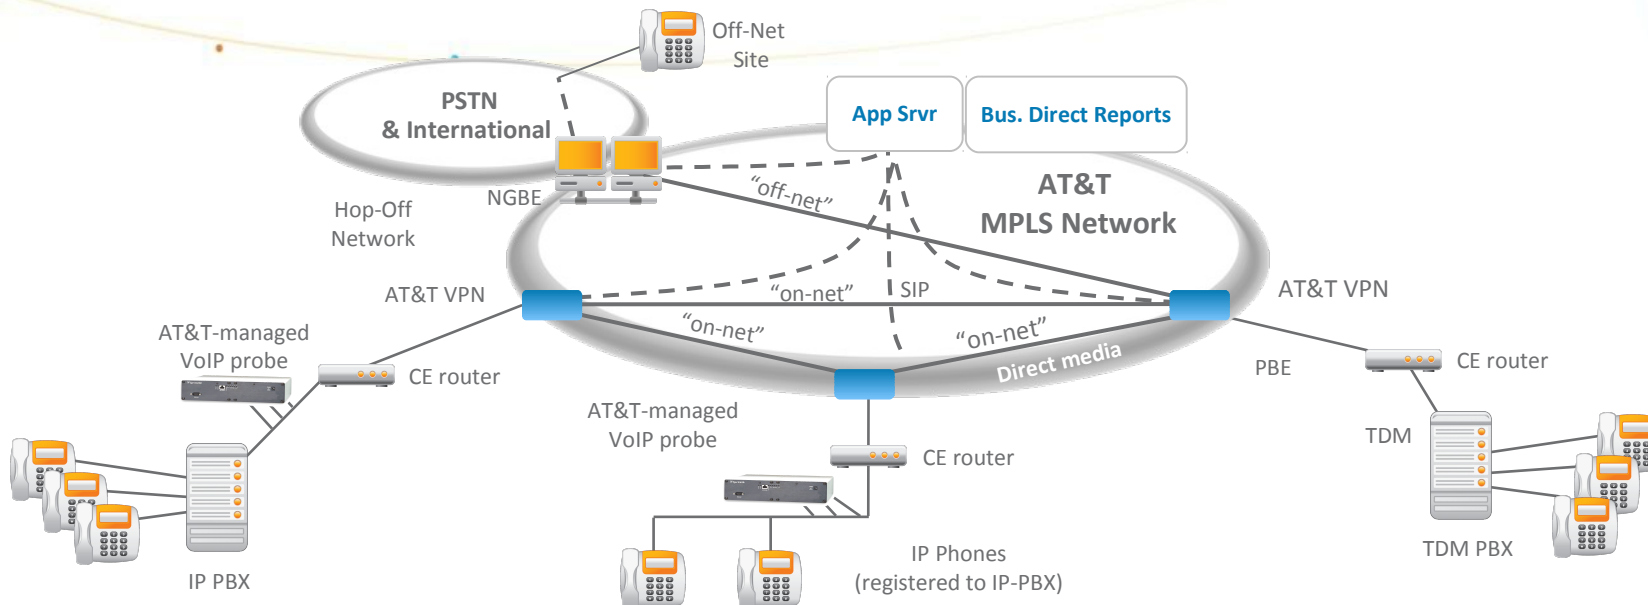 Off-Net
Site
PSTN
& International
App Srvr
Bus. Direct Reports
NGBE
"off-net"
AT&T
MPLS Network
Hop-Off
Network
AT&T VPN
"on-net"
SIP
AT&T VPN
"on-net"
"on-net"
Direct media
AT&T-managed
VoIP probe
CE router
PBE
CE router
AT&T-managed
VoIP probe
TDM
CE router
IP PBX
IP Phones
(registered to IP-PBX)
TDM PBX